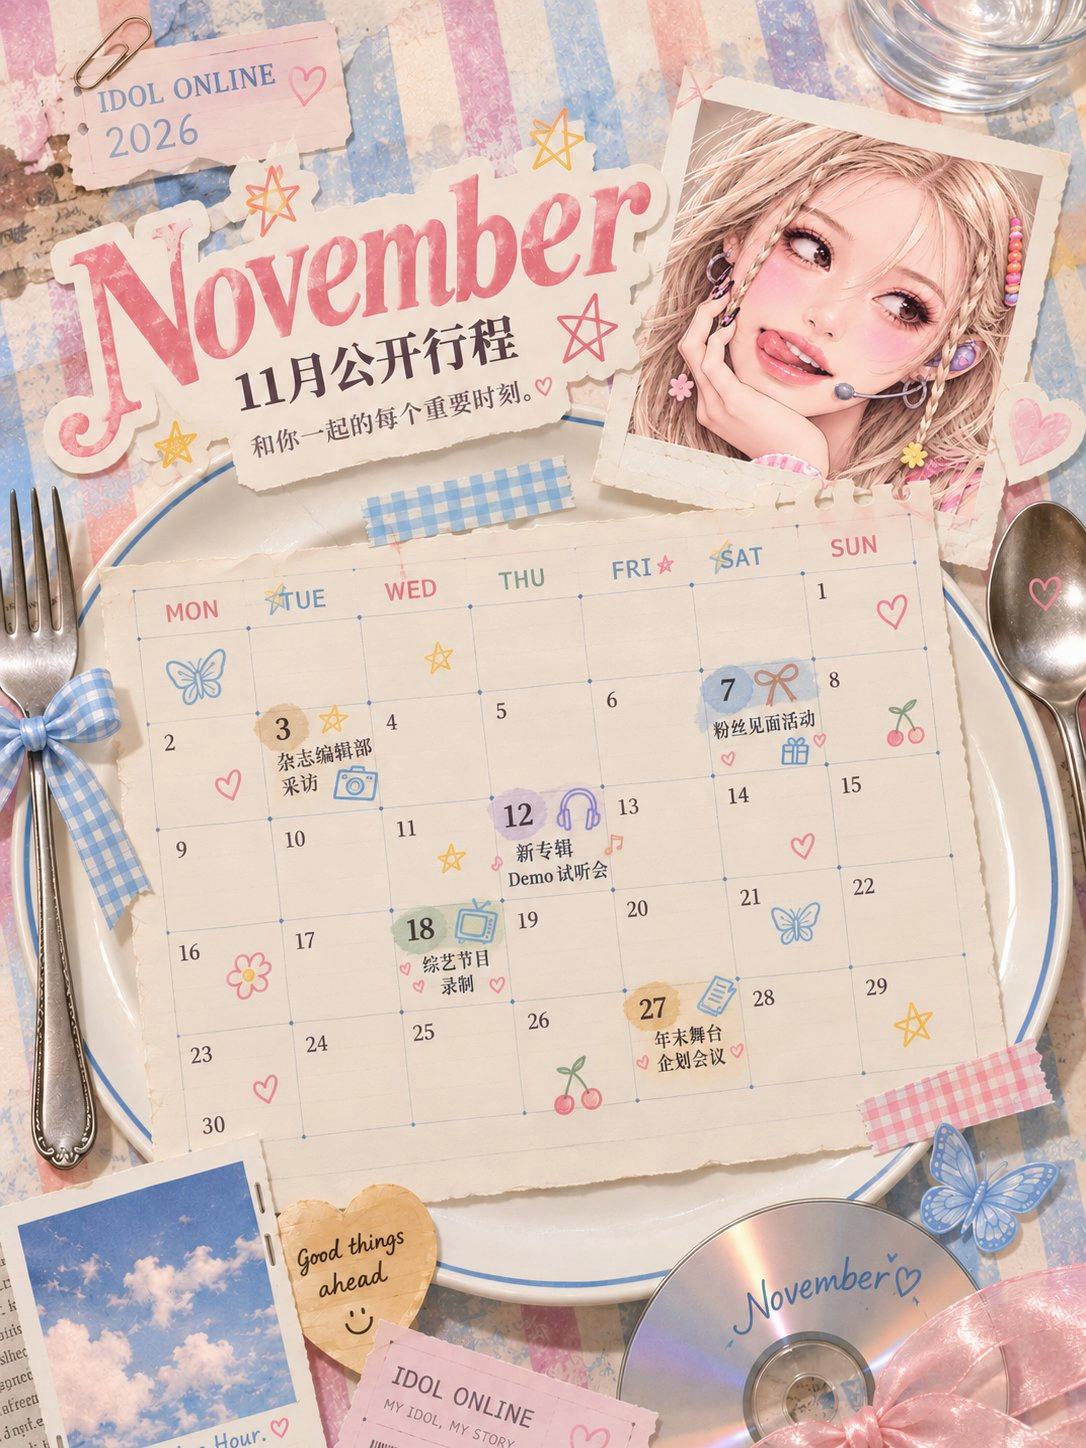 IDOL ONLINE
2026
November
11月公开行程
和你一起的每个重要时刻。
MON TUE WED THU FRI SAT SUN
1
2 3 4 5 6 7 8
杂志编辑部
采访
粉丝见面活动
9 10 11 12 13 14 15
新专辑
Demo 试听会
16 17 18 19 20 21 22
综艺节目
录制
23 24 25 26 27 28 29
年末舞台
企划会议
30
Good things
ahead
Hour.
IDOL ONLINE
MY IDOL, MY STORY
November